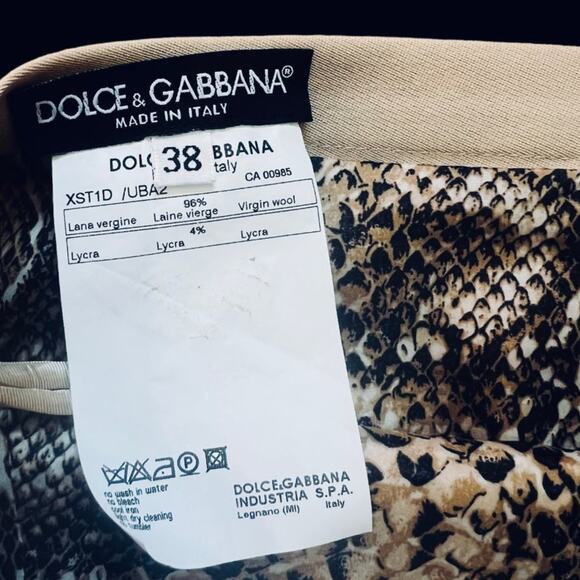 DOLCE & GABBANA®
MADE IN ITALY
38
BBANA
taly
CA 00985
XST1D /UBA2
96%
Lana vergine Laine vierge Virgin wool
4%
Lycra Lycra Lycra
P
no wash in water
no bleach
iron
dry cleaning
DOLCE&GABBANA
INDUSTRIA S.P.A.
Legnano (MI) Italy